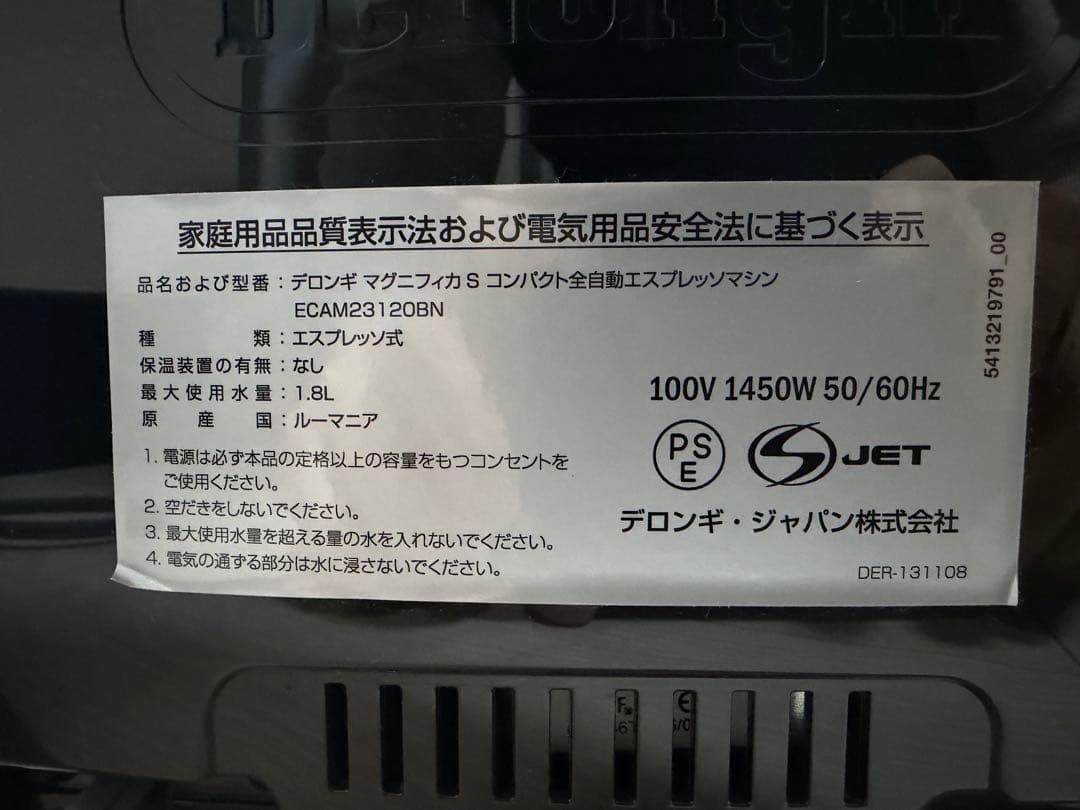 DeLonghi
家庭用品品質表示法および電気用品安全法に基づく表示
品名および型番：デロンギ マグニフィカ S コンパクト全自動エスプレッソマシン
ECAM23120BN
種類：エスプレッソ式
保温装置の有無：なし
最大使用水量：1.8L
原産国：ルーマニア
1. 電源は必ず本品の定格以上の容量をもつコンセントを
ご使用ください。
2. 空だきをしないでください。
3. 最大使用水量を超える量の水を入れないでください。
4. 電気の通ずる部分は水に浸さないでください。
100V 1450W 50/60Hz
PS
E
S JET
デロンギ・ジャパン株式会社
DER-131108
5413219791_00